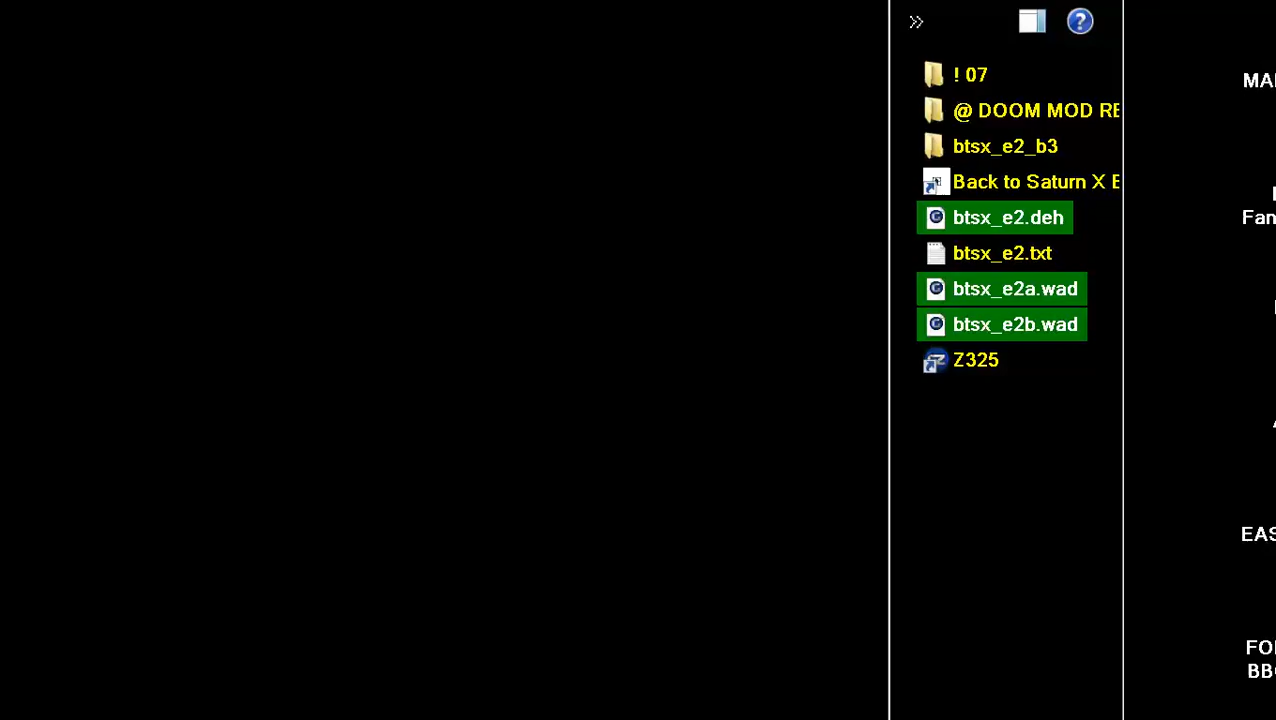 »
?
! 07
@ DOOM MOD RE
btsx_e2_b3
Back to Saturn X E
btsx_e2.deh
btsx_e2.txt
btsx_e2a.wad
btsx_e2b.wad
Z325
MAI
Fan
EAS
FO
BB